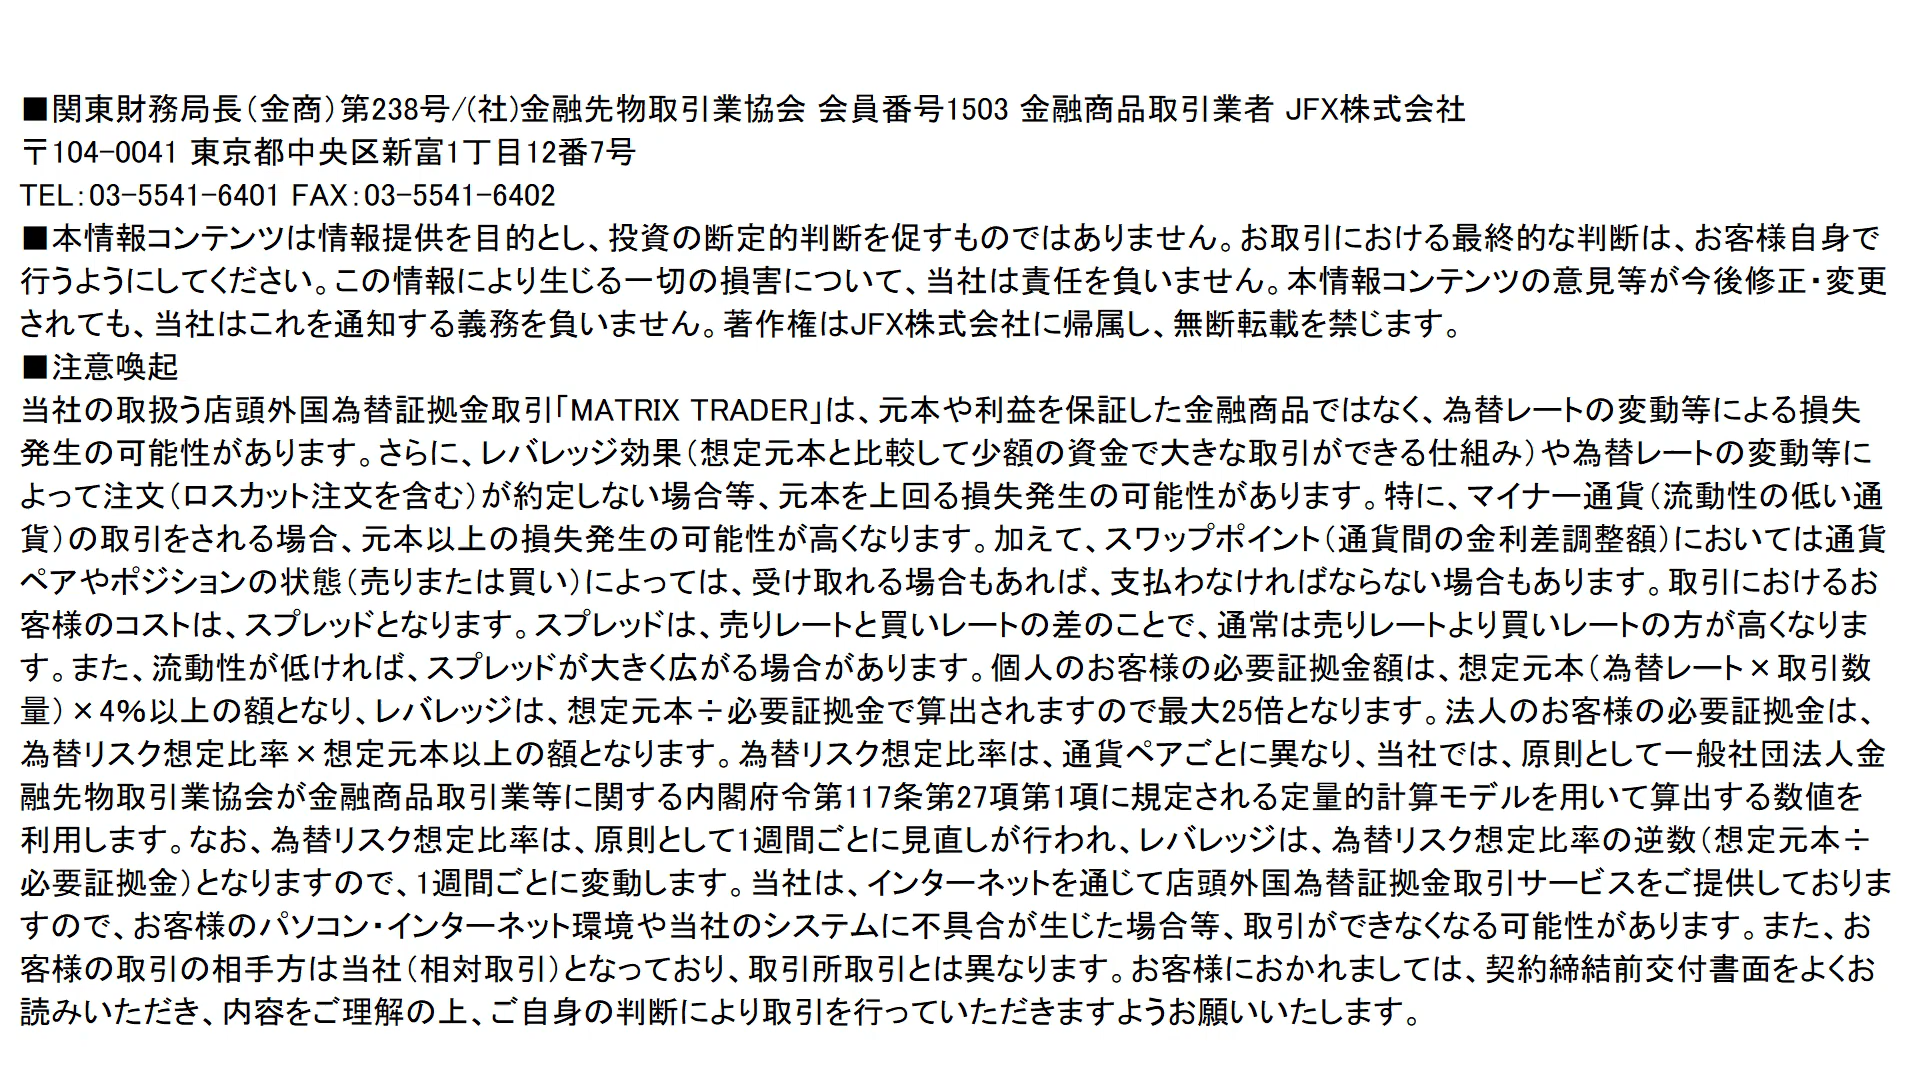 ■関東財務局長（金商）第238号/(社)金融先物取引業協会 会員番号1503 金融商品取引業者 JFX株式会社
〒104-0041 東京都中央区新富1丁目12番7号
TEL：03-5541-6401 FAX：03-5541-6402
■本情報コンテンツは情報提供を目的とし、投資の断定的判断を促すものではありません。お取引における最終的な判断は、お客様自身で
行うようにしてください。この情報により生じる一切の損害について、当社は責任を負いません。本情報コンテンツの意見等が今後修正・変更
されても、当社はこれを通知する義務を負いません。著作権はJFX株式会社に帰属し、無断転載を禁じます。
■注意喚起
当社の取扱う店頭外国為替証拠金取引「MATRIX TRADER」は、元本や利益を保証した金融商品ではなく、為替レートの変動等による損失
発生の可能性があります。さらに、レバレッジ効果（想定元本と比較して少額の資金で大きな取引ができる仕組み）や為替レートの変動等に
よって注文（ロスカット注文を含む）が約定しない場合等、元本を上回る損失発生の可能性があります。特に、マイナー通貨（流動性の低い通
貨）の取引をされる場合、元本以上の損失発生の可能性が高くなります。加えて、スワップポイント（通貨間の金利差調整額）においては通貨
ペアやポジションの状態（売りまたは買い）によっては、受け取れる場合もあれば、支払わなければならない場合もあります。取引におけるお
客様のコストは、スプレッドとなります。スプレッドは、売りレートと買いレートの差のことで、通常は売りレートより買いレートの方が高くなりま
す。また、流動性が低ければ、スプレッドが大きく広がる場合があります。個人のお客様の必要証拠金額は、想定元本（為替レート×取引数
量）×4％以上の額となり、レバレッジは、想定元本÷必要証拠金で算出されますので最大25倍となります。法人のお客様の必要証拠金は、
為替リスク想定比率×想定元本以上の額となります。為替リスク想定比率は、通貨ペアごとに異なり、当社では、原則として一般社団法人金
融先物取引業協会が金融商品取引業等に関する内閣府令第117条第27項第1項に規定される定量的計算モデルを用いて算出する数値を
利用します。なお、為替リスク想定比率は、原則として1週間ごとに見直しが行われ、レバレッジは、為替リスク想定比率の逆数（想定元本÷
必要証拠金）となりますので、1週間ごとに変動します。当社は、インターネットを通じて店頭外国為替証拠金取引サービスをご提供しておりま
すので、お客様のパソコン・インターネット環境や当社のシステムに不具合が生じた場合等、取引ができなくなる可能性があります。また、お
客様の取引の相手方は当社（相対取引）となっており、取引所取引とは異なります。お客様におかれましては、契約締結前交付書面をよくお
読みいただき、内容をご理解の上、ご自身の判断により取引を行っていただきますようお願いいたします。